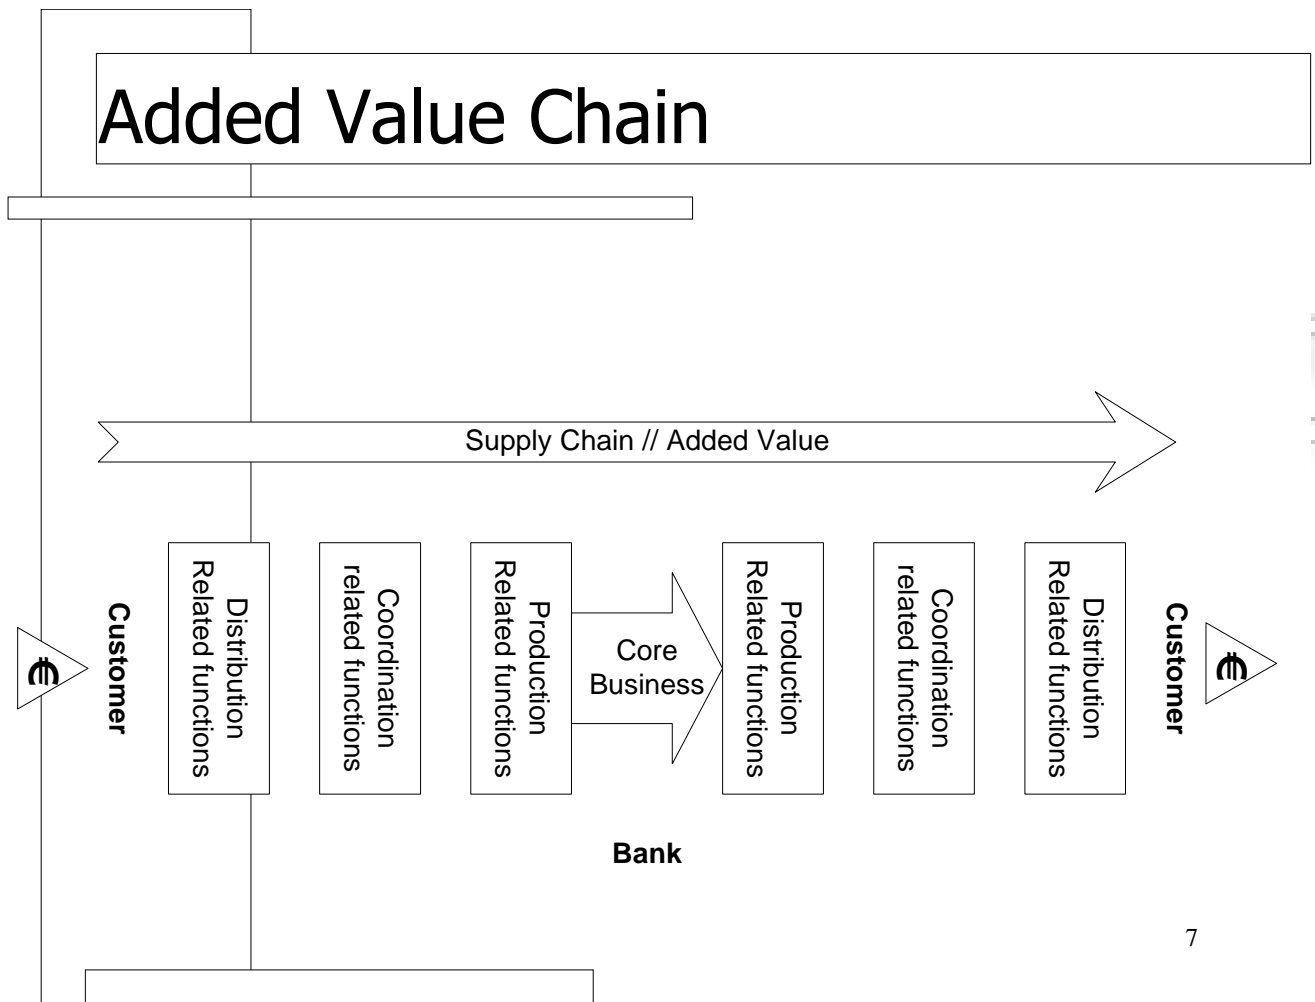 Added Value Chain
Supply Chain // Added Value
€
Customer
Distribution
Related functions
Coordination
related functions
Production
Related functions
Core
Business
Production
Related functions
Coordination
related functions
Distribution
Related functions
Customer
€
Bank
7